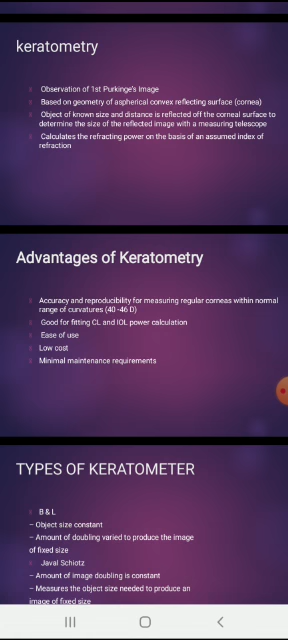 keratometry
Observation of 1st Purkinge's Image
Based on geometry of aspherical convex reflecting surface (cornea)
Object of known size and distance is reflected off the corneal surface to
determine the size of the reflected image with a measuring telescope
Calculates the refracting power on the basis of an assumed index of
refraction
Advantages of Keratometry
Accuracy and reproducibility for measuring regular corneas within normal
range of curvatures (40 -46 D)
Good for fitting CL and IOL power calculation
Ease of use
Low cost
Minimal maintenance requirements
TYPES OF KERATOMETER
B & L
– Object size constant
– Amount of doubling varied to produce the image
of fixed size
Javal Schiotz
– Amount of image doubling is constant
– Measures the object size needed to produce an
image of fixed size